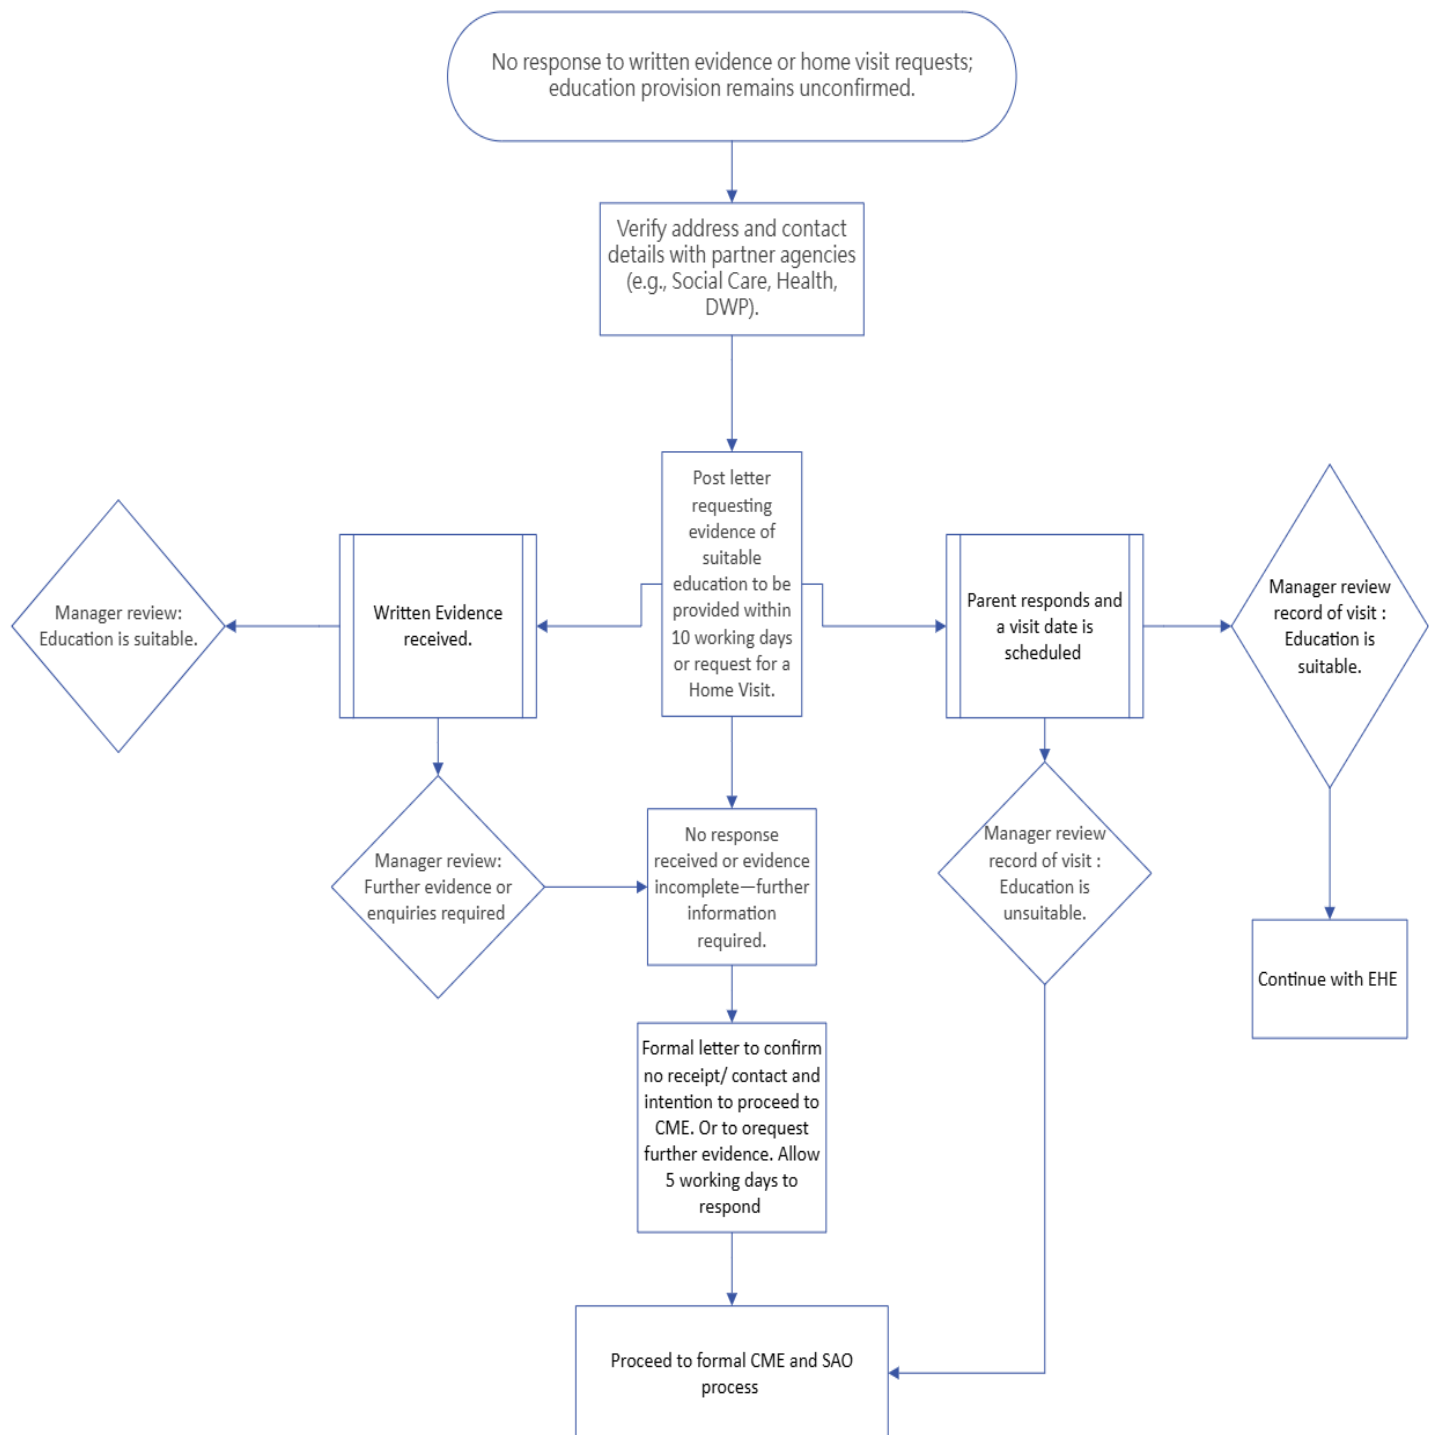 No response to written evidence or home visit requests;
education provision remains unconfirmed.
Verify address and contact
details with partner agencies
(e.g., Social Care, Health,
DWP).
Post letter
requesting
evidence of
suitable
education to be
provided within
10 working days
or request for a
Home Visit.
Manager review:
Education is suitable.
Written Evidence
received.
Parent responds and
a visit date is
scheduled
Manager review
record of visit :
Education is
suitable.
Manager review:
Further evidence or
enquiries required
No response
received or evidence
incomplete—further
information
required.
Manager review
record of visit :
Education is
unsuitable.
Continue with EHE
Formal letter to confirm
no receipt/ contact and
intention to proceed to
CME. Or to orequest
further evidence. Allow
5 working days to
respond
Proceed to formal CME and SAO
process